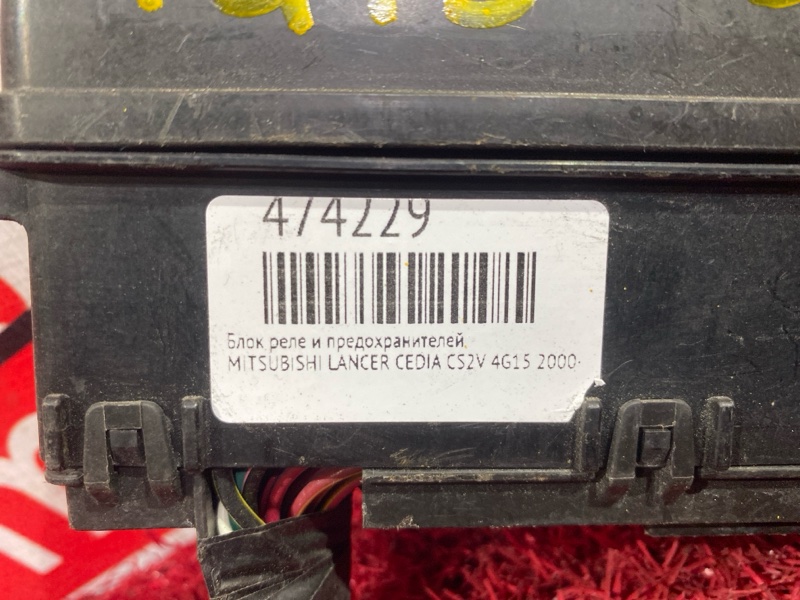 474229
Блок реле и предохранителей,
MITSUBISHI LANCER CEDIA CS2V 4G15 2000-